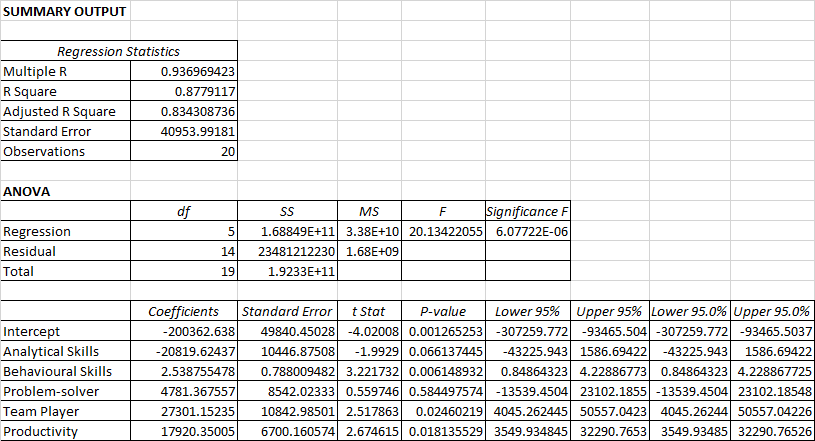 SUMMARY OUTPUT
Regression Statistics
Multiple R 0.936969423
R Square 0.8779117
Adjusted R Square 0.834308736
Standard Error 40953.99181
Observations 20
ANOVA
df SS MS F Significance F
Regression 5 1.68849E+11 3.38E+10 20.13422055 6.07722E-06
Residual 14 23481212230 1.68E+09
Total 19 1.9233E+11
Coefficients Standard Error t Stat P-value Lower 95% Upper 95% Lower 95.0% Upper 95.0%
Intercept -200362.638 49840.45028 -4.02008 0.001265253 -307259.772 -93465.504 -307259.772 -93465.5037
Analytical Skills -20819.62437 10446.87508 -1.9929 0.066137445 -43225.943 1586.69422 -43225.943 1586.69422
Behavioural Skills 2.538755478 0.788009482 3.221732 0.006148932 0.84864323 4.22886773 0.84864323 4.228867725
Problem-solver 4781.367557 8542.02333 0.559746 0.584497574 -13539.4504 23102.1855 -13539.4504 23102.18548
Team Player 27301.15235 10842.98501 2.517863 0.02460219 4045.262445 50557.0423 4045.26244 50557.04226
Productivity 17920.35005 6700.160574 2.674615 0.018135529 3549.934845 32290.7653 3549.93485 32290.76526